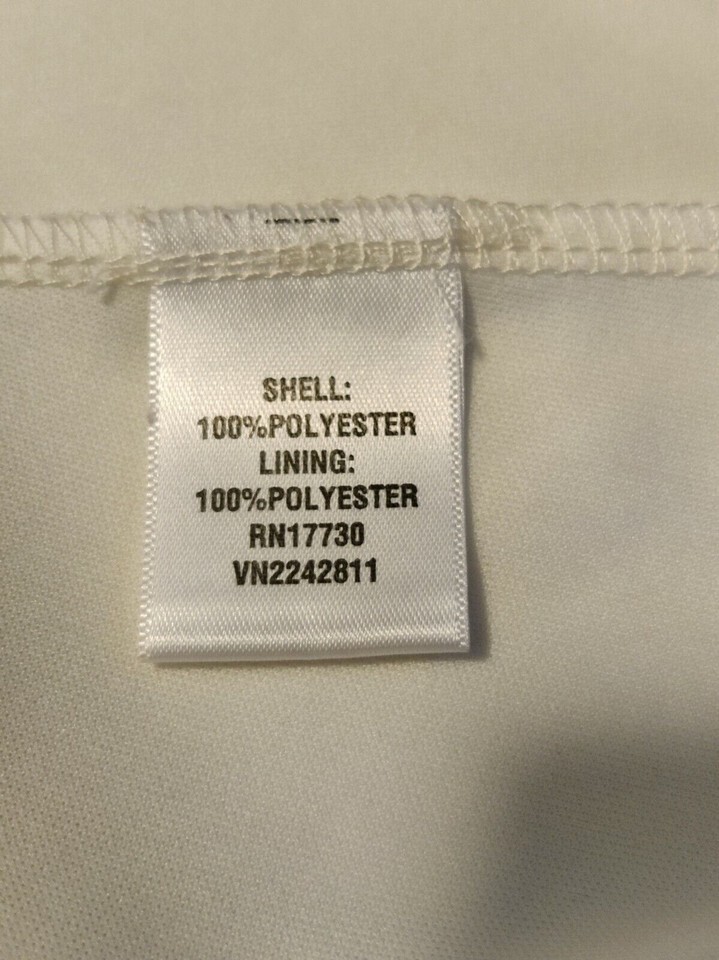 SHELL:
100%POLYESTER
LINING:
100%POLYESTER
RN17730
VN2242811